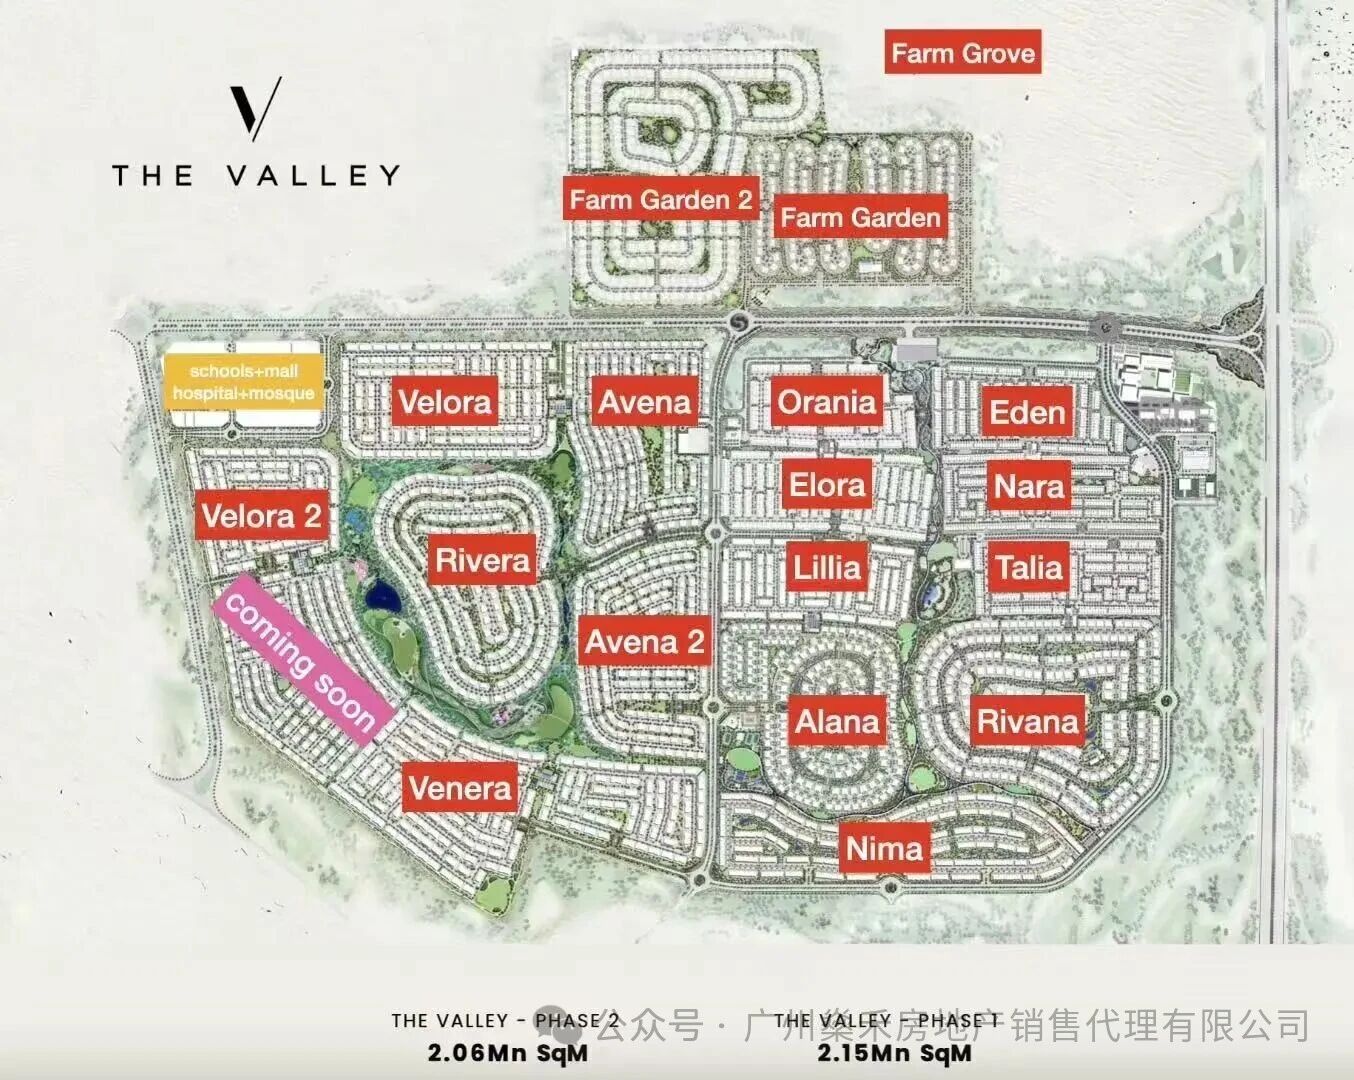 Farm Grove
THE VALLEY
Farm Garden 2
Farm Garden
schools+mall
hospital+mosque
Velora
Avena
Orania
Eden
Elora
Nara
Velora 2
Rivera
Lillia
Talia
coming soon
Avena 2
Alana
Rivana
Venera
Nima
THE VALLEY - PHASE 2
2.06Mn SqM
THE VALLEY - PHASE 1
2.15Mn SqM
公众号 · 广州燊禾房地产销售代理有限公司